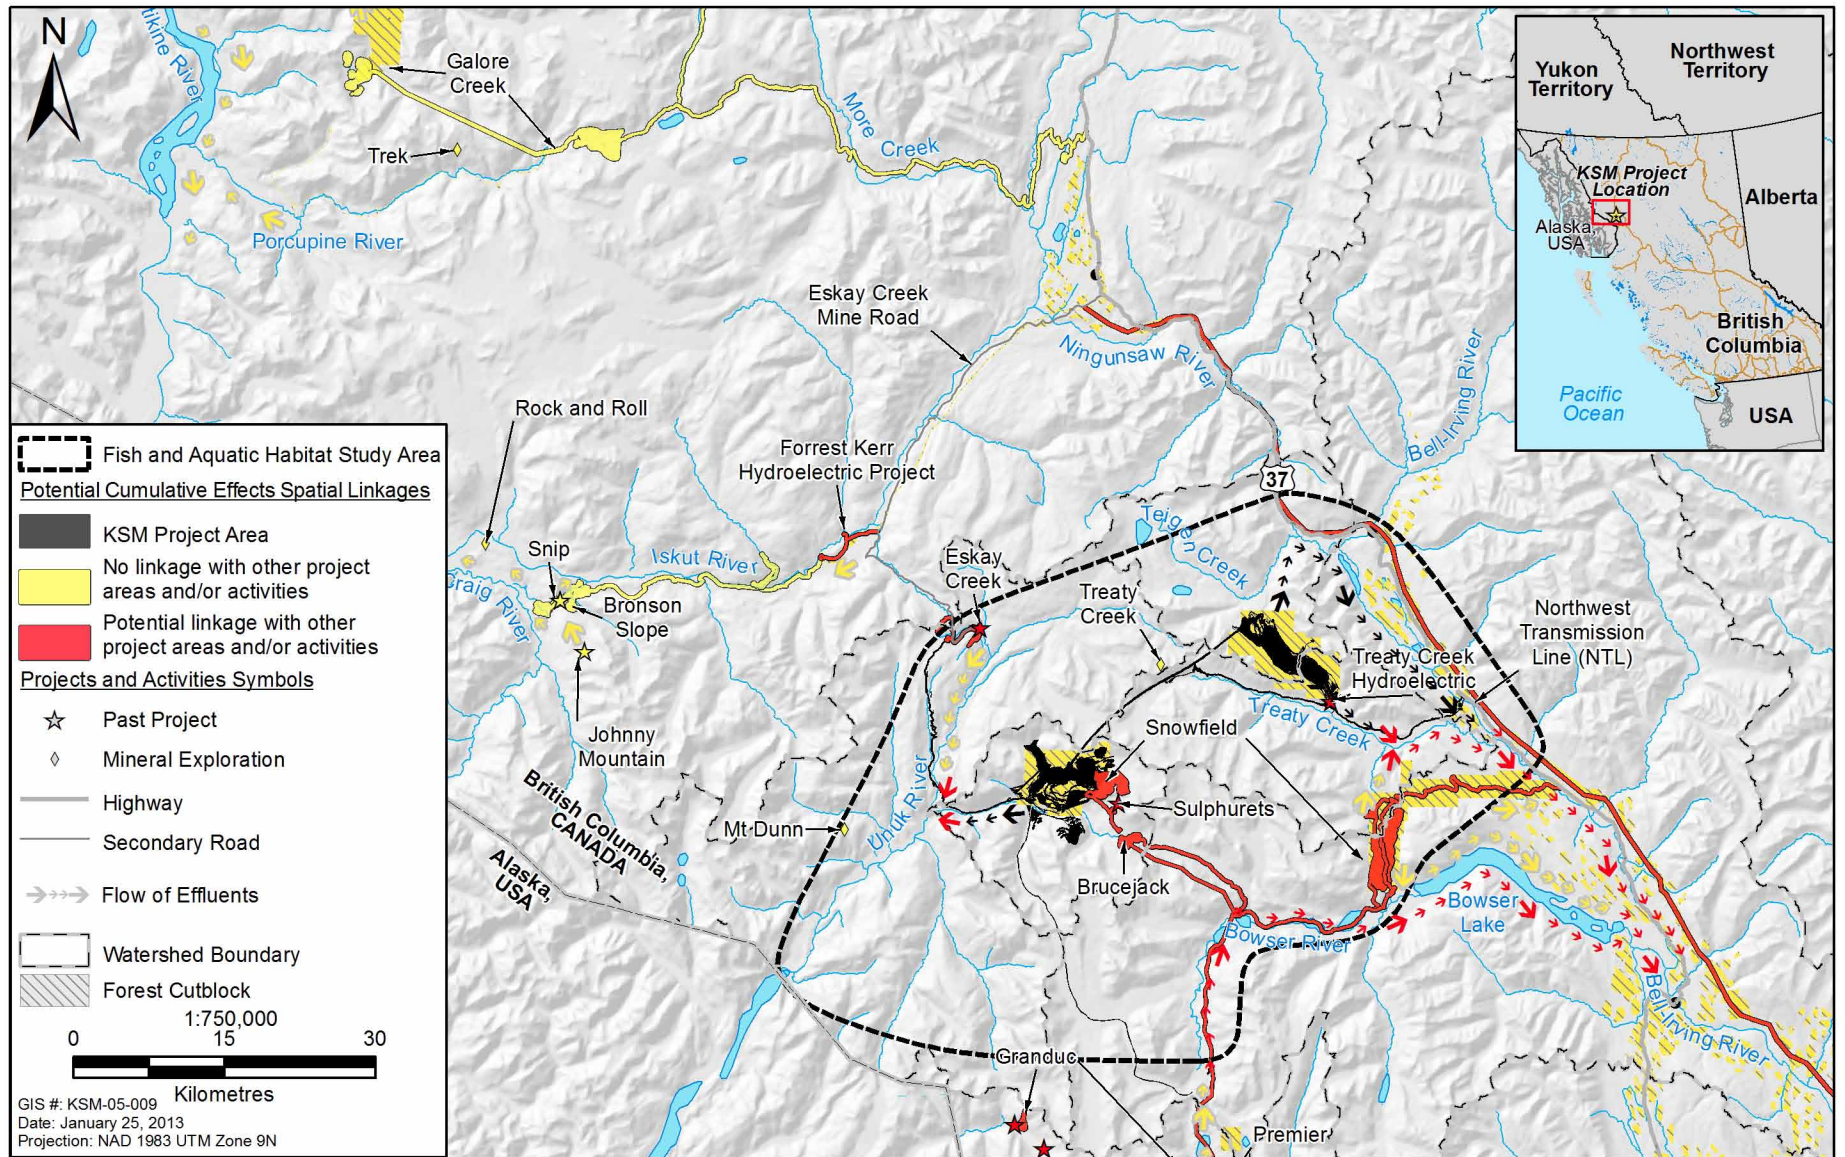 N
tikine River
Galore
Creek
Trek
More
Creek
Porcupine River
Eskay Creek
Mine Road
Ningunsaw River
Bell-Irving River
Rock and Roll
Forrest Kerr
Hydroelectric Project
37
Teigen Creek
Snip
Iskut River
Craig River
Bronson
Slope
Eskay
Creek
Treaty
Creek
Northwest
Transmission
Line (NTL)
Treaty Creek
Hydroelectric
Treaty Creek
Johnny
Mountain
Snowfield
British Columbia,
CANADA
Alaska,
USA
Mt Dunn
Unuk River
Sulphurets
Brucejack
Bowser
Lake
Bowser River
Bell-Irving River
Granduc
Premier
Yukon
Territory
Northwest
Territory
KSM Project
Location
Alberta
Alaska,
USA
British
Columbia
Pacific
Ocean
USA
Fish and Aquatic Habitat Study Area
Potential Cumulative Effects Spatial Linkages
KSM Project Area
No linkage with other project
areas and/or activities
Potential linkage with other
project areas and/or activities
Projects and Activities Symbols
Past Project
Mineral Exploration
Highway
Secondary Road
Flow of Effluents
Watershed Boundary
Forest Cutblock
1:750,000
0 15 30
Kilometres
GIS #: KSM-05-009
Date: January 25, 2013
Projection: NAD 1983 UTM Zone 9N